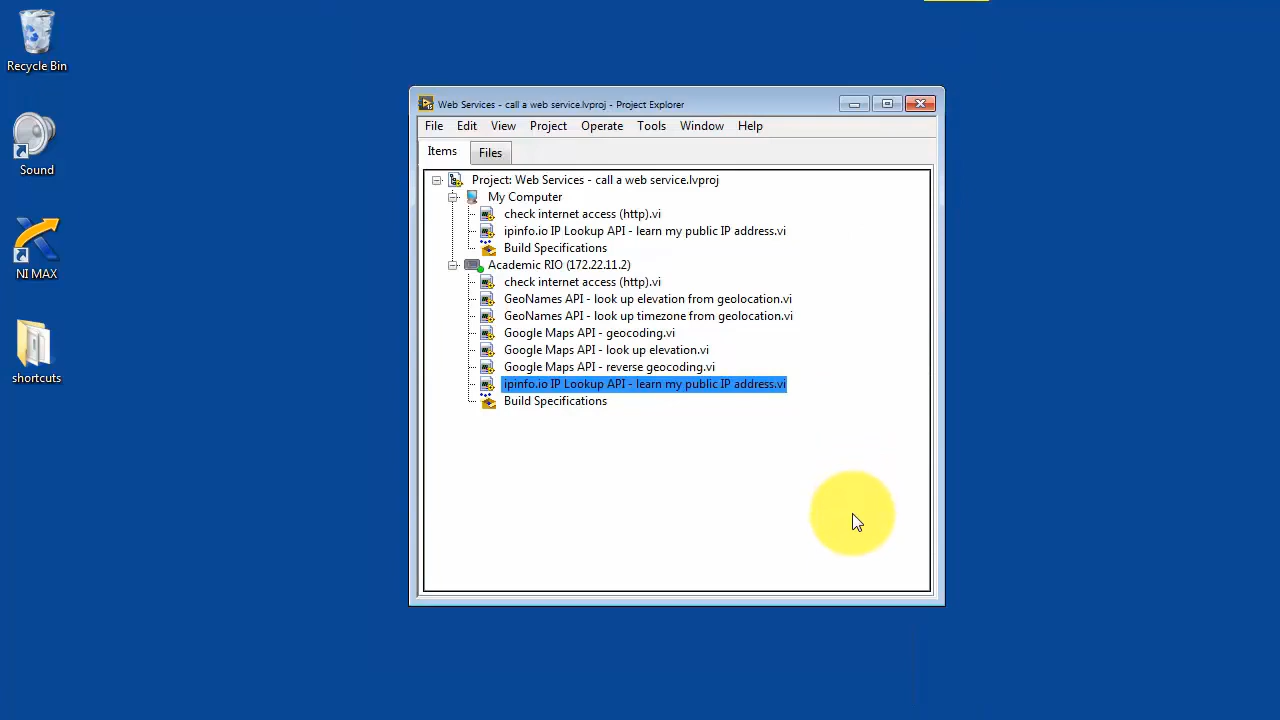 Recycle Bin
Sound
NI MAX
shortcuts
Web Services - call a web service.lvproj - Project Explorer
File Edit View Project Operate Tools Window Help
Items Files
Project: Web Services - call a web service.lvproj
My Computer
check internet access (http).vi
ipinfo.io IP Lookup API - learn my public IP address.vi
Build Specifications
Academic RIO (172.22.11.2)
check internet access (http).vi
GeoNames API - look up elevation from geolocation.vi
GeoNames API - look up timezone from geolocation.vi
Google Maps API - geocoding.vi
Google Maps API - look up elevation.vi
Google Maps API - reverse geocoding.vi
ipinfo.io IP Lookup API - learn my public IP address.vi
Build Specifications